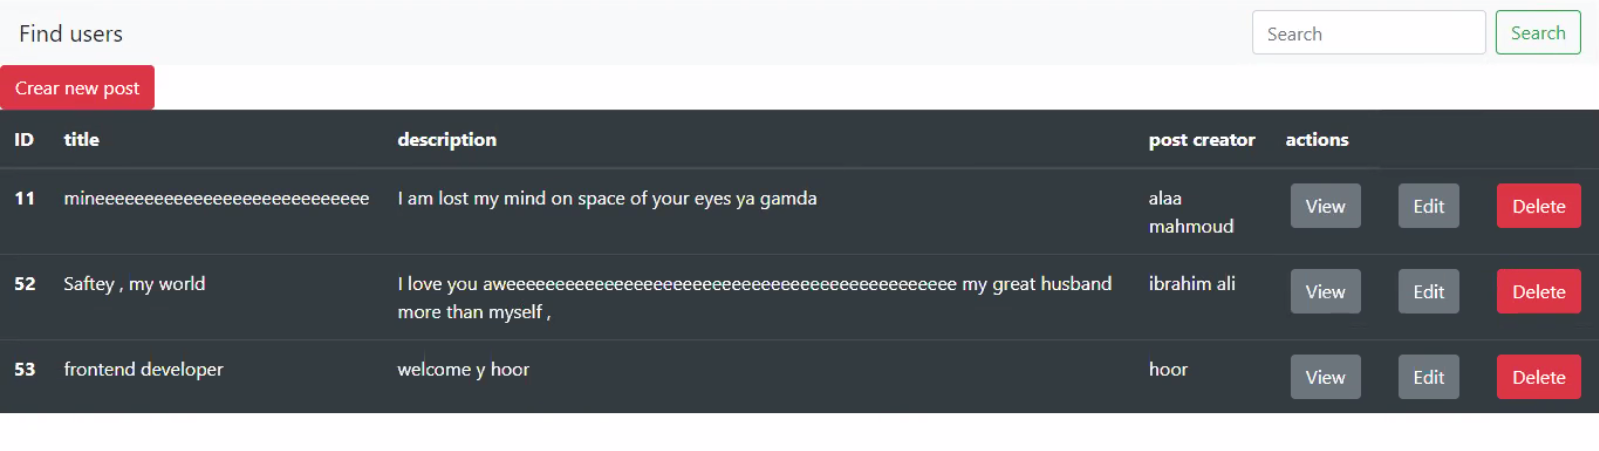 Find users
Search
Search
Crear new post
ID title description post creator actions
11 mineeeeeeeeeeeeeeeeeeeeeeeeeeee I am lost my mind on space of your eyes ya gamda alaa View Edit Delete
mahmoud
52 Saftey , my world I love you aweeeeeeeeeeeeeeeeeeeeeeeeeeeeeeeeeeeeeeeeeeeeee my great husband ibrahim ali View Edit Delete
more than myself ,
53 frontend developer welcome y hoor hoor View Edit Delete